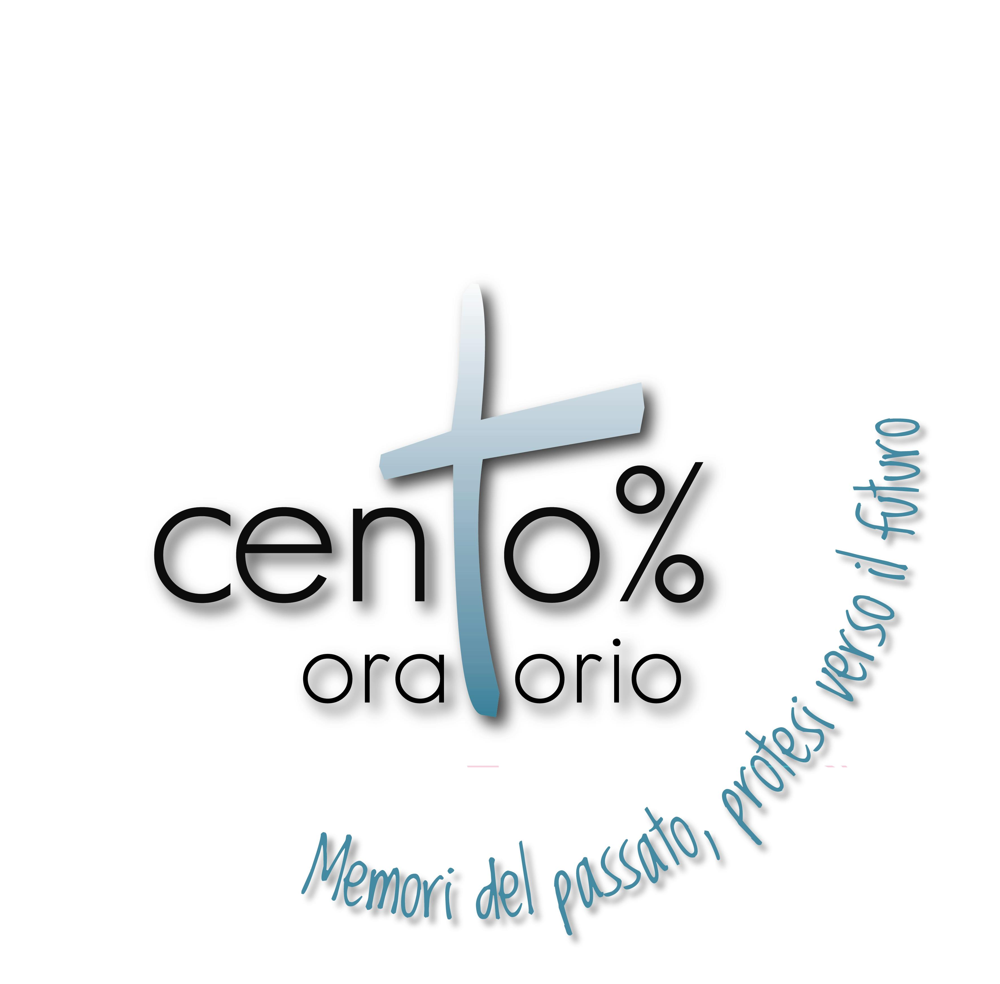 cento%
oratorio
Memori del passato, protesi verso il futuro